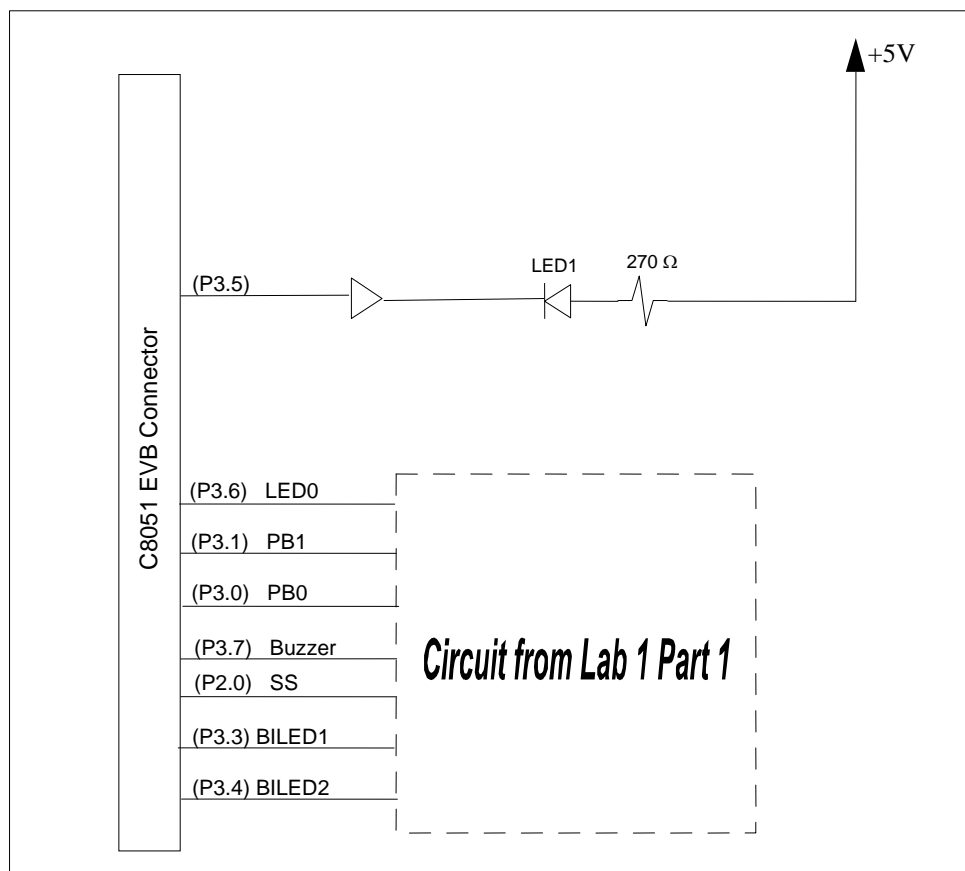 +5V
LED1
270 Ω
(P3.5)
C8051 EVB Connector
(P3.6) LED0
(P3.1) PB1
(P3.0) PB0
(P3.7) Buzzer
(P2.0) SS
(P3.3) BILED1
(P3.4) BILED2
Circuit from Lab 1 Part 1